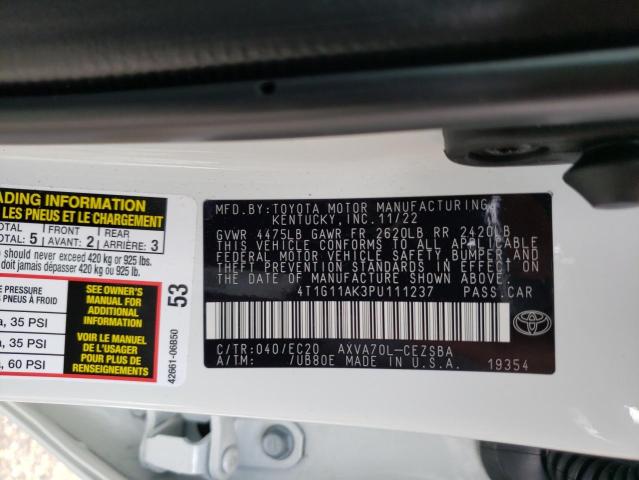 ADING INFORMATION
LES PNEUS ET LE CHARGEMENT
TOTAL: 5 FRONT: AVANT: 2 REAR: ARRIÈRE: 3
should never exceed 420 kg or 925 lbs.
doit jamais dépasser 420 kg ou 925 lb.
PRESSURE
À FROID
, 35 PSI
a, 35 PSI
a, 60 PSI
SEE OWNER'S
MANUAL FOR
ADDITIONAL
INFORMATION
VOIR LE MANUEL
DE L'USAGER
POUR PLUS DE
RENSEIGNEMENTS
53
42661-06B50
MFD.BY:TOYOTA MOTOR MANUFACTURING,
KENTUCKY, INC. 11/22
GVWR 4475LB GAWR FR 2620LB RR 2420LB
THIS VEHICLE CONFORMS TO ALL APPLICABLE
FEDERAL MOTOR VEHICLE SAFETY, BUMPER, AND
THEFT PREVENTION STANDARDS IN EFFECT ON
THE DATE OF MANUFACTURE SHOWN ABOVE.
4T1G11AK3PU111237 PASS.CAR
C/TR:040/EC20 AXVA70L-CEZSBA
A/TM: /UB80E MADE IN U.S.A. 19354
TOYOTA